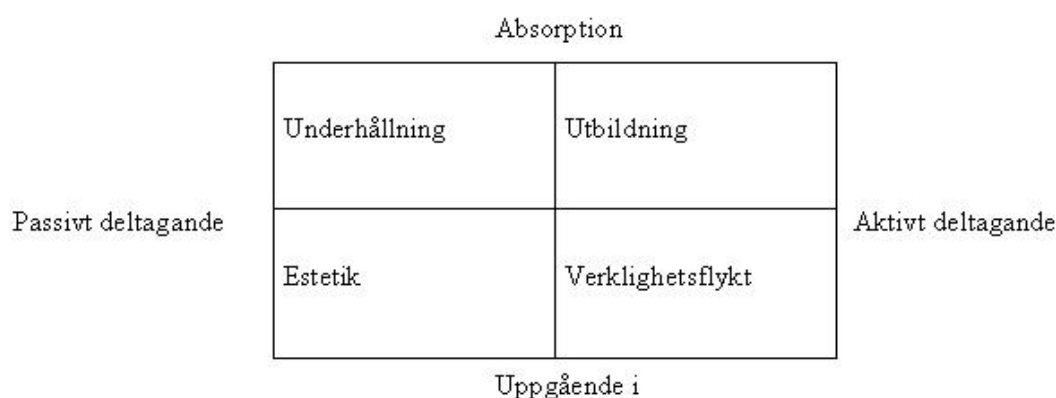 Absorption
Underhållning
Utbildning
Passivt deltagande
Aktivt deltagande
Estetik
Verklighetsflykt
Uppgående i